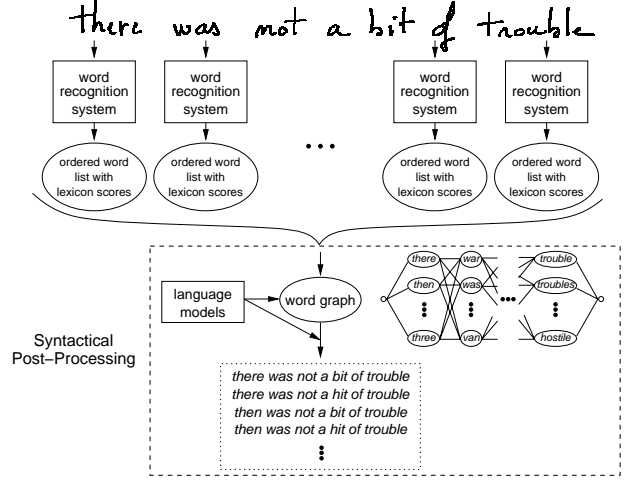 there was not a bit of trouble
word recognition system
word recognition system
word recognition system
word recognition system
ordered word list with lexicon scores
ordered word list with lexicon scores
ordered word list with lexicon scores
ordered word list with lexicon scores
language models
word graph
there
war
trouble
then
was
troubles
three
van
hostile
Syntactical
Post–Processing
there was not a bit of trouble
there was not a hit of trouble
then was not a bit of trouble
then was not a hit of trouble